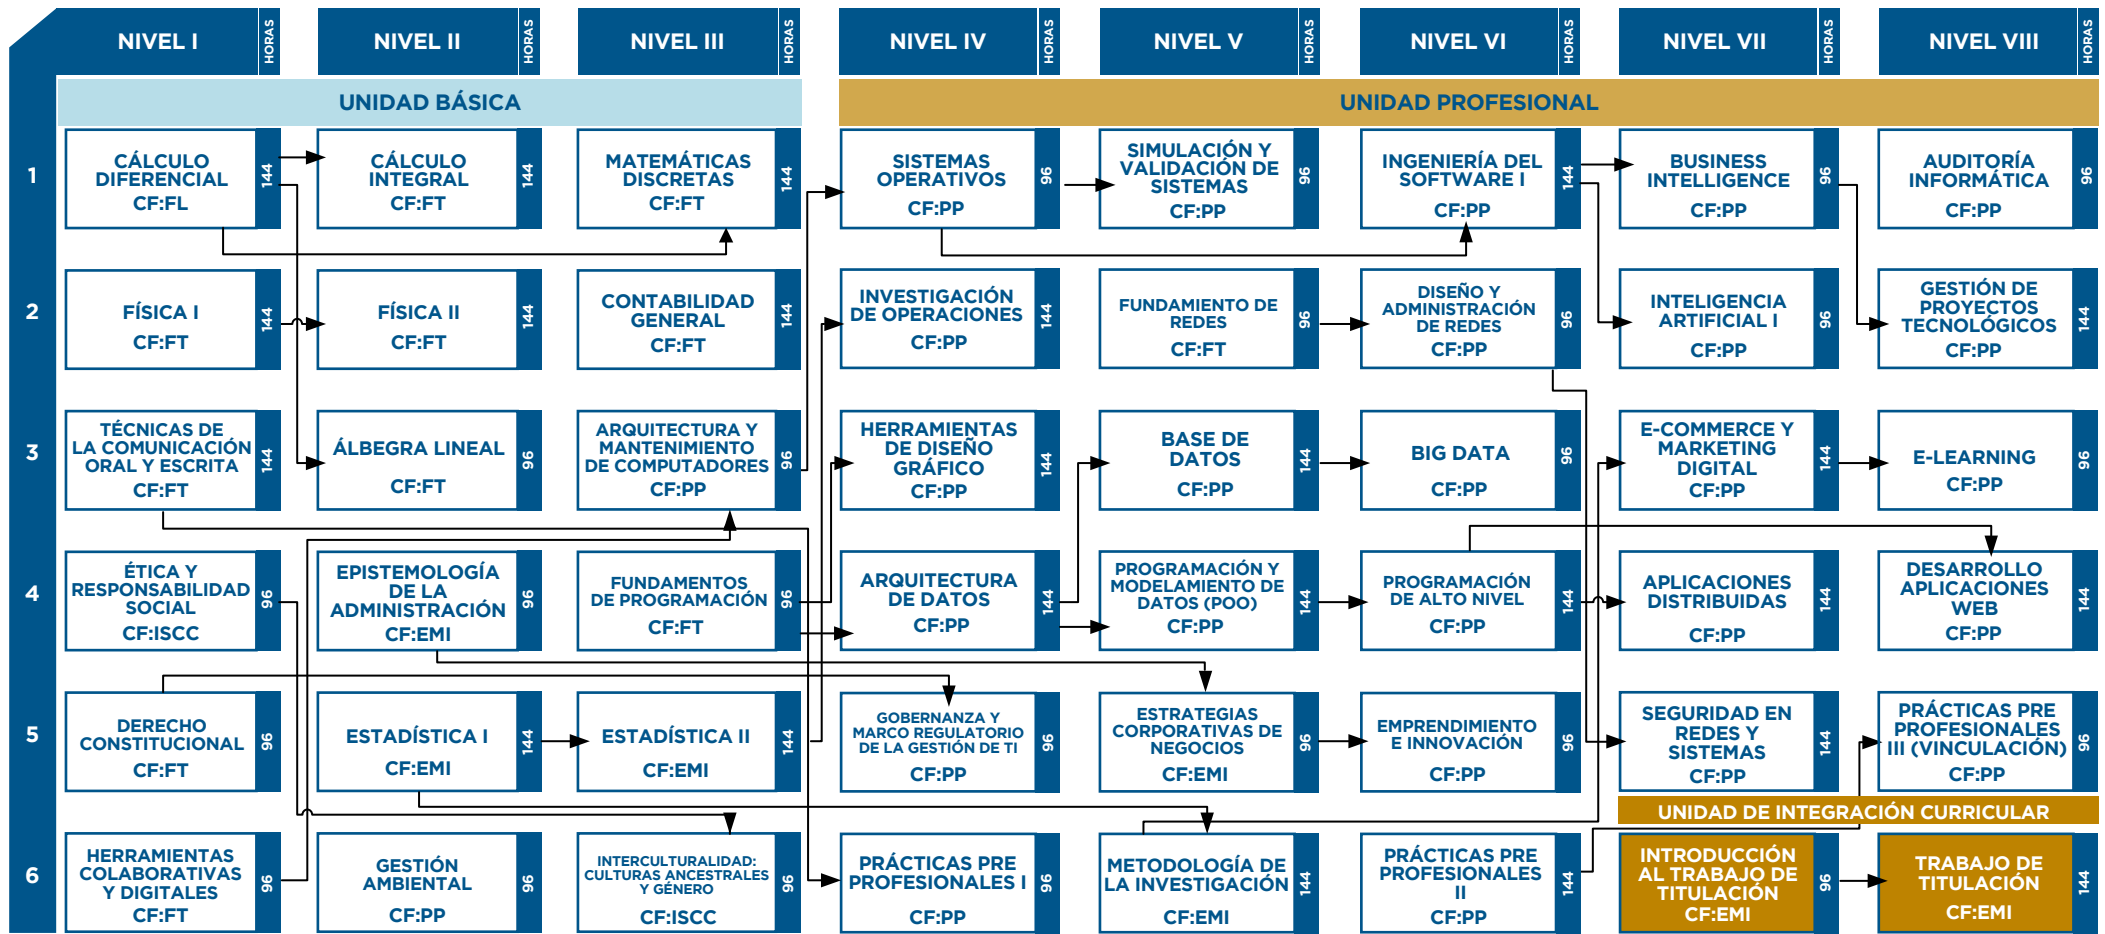 NIVEL I
HORAS
NIVEL II
HORAS
NIVEL III
HORAS
NIVEL IV
HORAS
NIVEL V
HORAS
NIVEL VI
HORAS
NIVEL VII
HORAS
NIVEL VIII
HORAS
UNIDAD BÁSICA
UNIDAD PROFESIONAL
1
CÁLCULO
DIFERENCIAL
CF:FL
144
CÁLCULO
INTEGRAL
CF:FT
144
MATEMÁTICAS
DISCRETAS
CF:FT
144
SISTEMAS
OPERATIVOS
CF:PP
96
SIMULACIÓN Y
VALIDACIÓN DE
SISTEMAS
CF:PP
96
INGENIERÍA DEL
SOFTWARE I
CF:PP
144
BUSINESS
INTELLIGENCE
CF:PP
96
AUDITORÍA
INFORMÁTICA
CF:PP
96
2
FÍSICA I
CF:FT
144
FÍSICA II
CF:FT
144
CONTABILIDAD
GENERAL
CF:FT
144
INVESTIGACIÓN
DE OPERACIONES
CF:PP
144
FUNDAMENTO DE
REDES
CF:FT
96
DISEÑO Y
ADMINISTRACIÓN
DE REDES
CF:PP
96
INTELIGENCIA
ARTIFICIAL I
CF:PP
96
GESTIÓN DE
PROYECTOS
TECNOLÓGICOS
CF:PP
144
3
TÉCNICAS DE
LA COMUNICACIÓN
ORAL Y ESCRITA
CF:FT
144
ÁLBEGRA LINEAL
CF:FT
96
ARQUITECTURA Y
MANTENIMIENTO
DE COMPUTADORES
CF:PP
96
HERRAMIENTAS
DE DISEÑO
GRÁFICO
CF:PP
144
BASE DE
DATOS
CF:PP
144
BIG DATA
CF:PP
96
E-COMMERCE Y
MARKETING
DIGITAL
CF:PP
144
E-LEARNING
CF:PP
96
4
ÉTICA Y
RESPONSABILIDAD
SOCIAL
CF:ISCC
96
EPISTEMOLOGÍA
DE LA
ADMINISTRACIÓN
CF:EMI
96
FUNDAMENTOS
DE PROGRAMACIÓN
CF:FT
96
ARQUITECTURA
DE DATOS
CF:PP
144
PROGRAMACIÓN Y
MODELAMIENTO DE
DATOS (POO)
CF:PP
144
PROGRAMACIÓN
DE ALTO NIVEL
CF:PP
144
APLICACIONES
DISTRIBUIDAS
CF:PP
144
DESARROLLO
APLICACIONES
WEB
CF:PP
144
5
DERECHO
CONSTITUCIONAL
CF:FT
96
ESTADÍSTICA I
CF:EMI
144
ESTADÍSTICA II
CF:EMI
144
GOBERNANZA Y
MARCO REGULATORIO
DE LA GESTIÓN DE TI
CF:PP
96
ESTRATEGIAS
CORPORATIVAS DE
NEGOCIOS
CF:EMI
96
EMPRENDIMIENTO
E INNOVACIÓN
CF:PP
96
SEGURIDAD EN
REDES Y
SISTEMAS
CF:PP
144
PRÁCTICAS PRE
PROFESIONALES
III (VINCULACIÓN)
CF:PP
96
UNIDAD DE INTEGRACIÓN CURRICULAR
6
HERRAMIENTAS
COLABORATIVAS
Y DIGITALES
CF:FT
96
GESTIÓN
AMBIENTAL
CF:PP
96
INTERCULTURALIDAD:
CULTURAS ANCESTRALES
Y GÉNERO
CF:ISCC
96
PRÁCTICAS PRE
PROFESIONALES I
CF:PP
96
METODOLOGÍA DE
LA INVESTIGACIÓN
CF:EMI
144
PRÁCTICAS PRE
PROFESIONALES
II
CF:PP
144
INTRODUCCIÓN
AL TRABAJO DE
TITULACIÓN
CF:EMI
96
TRABAJO DE
TITULACIÓN
CF:EMI
144